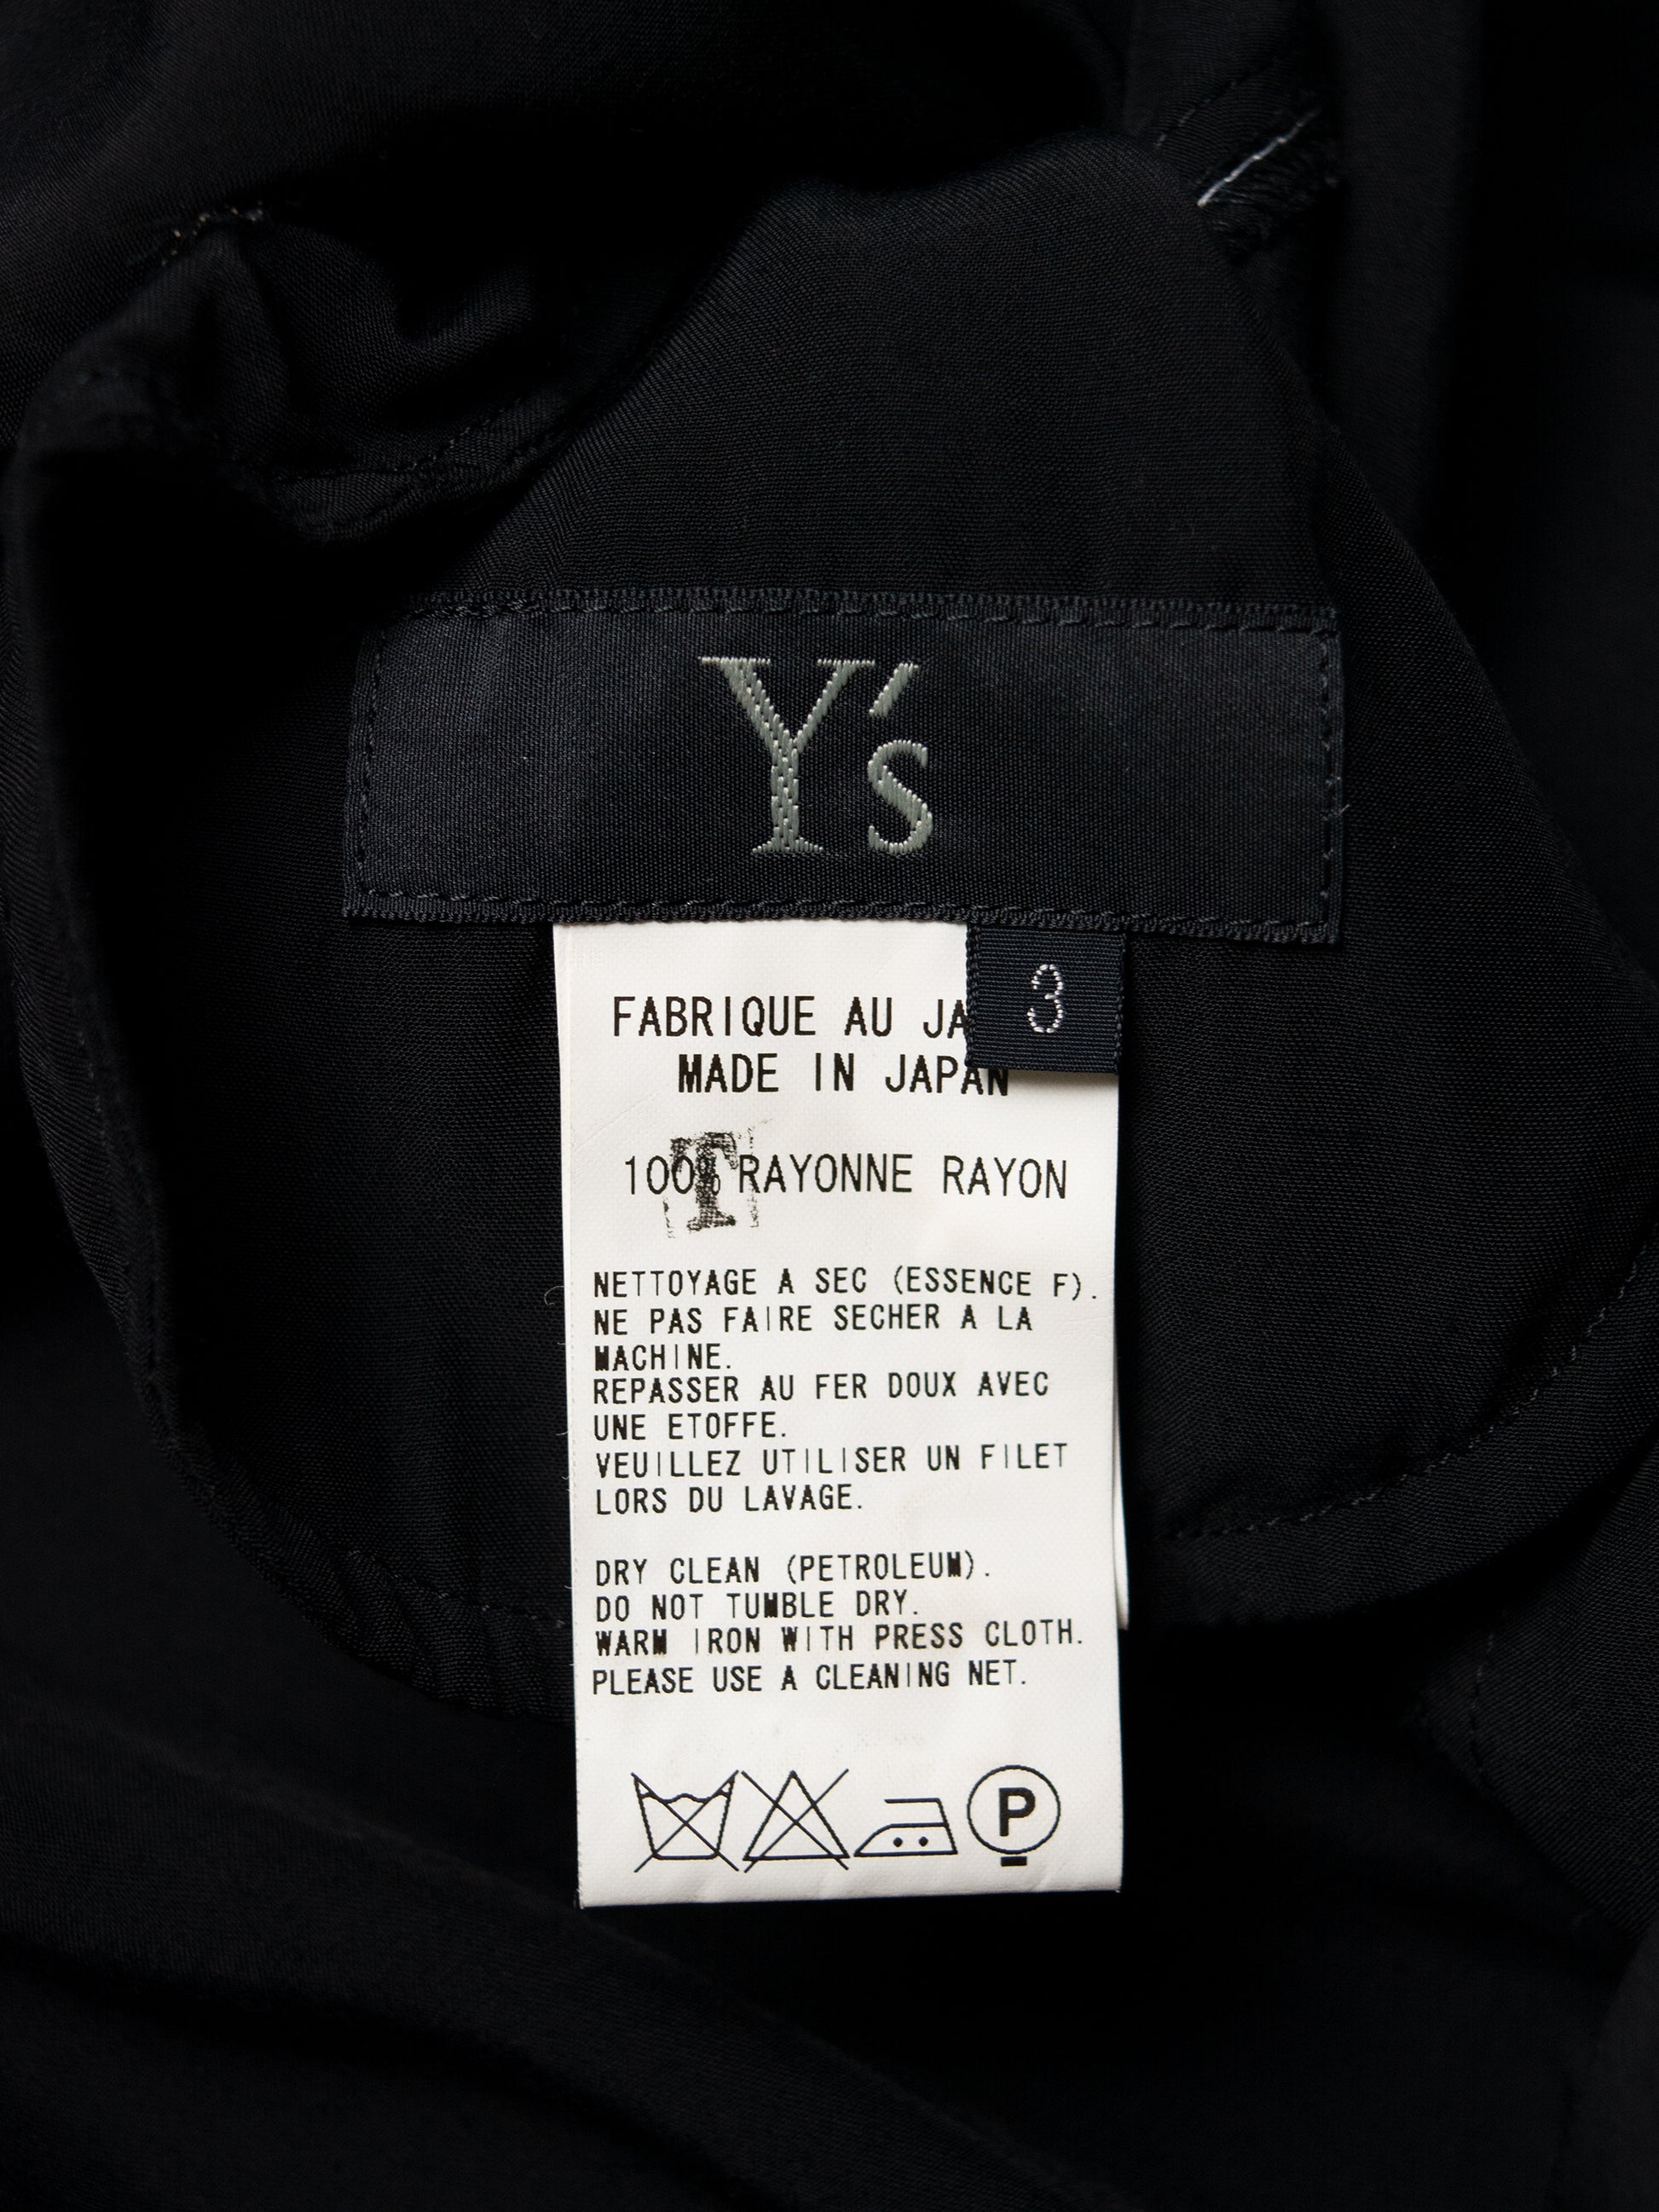 Y's
3
FABRIQUE AU
MADE IN JAPAN
T
100% RAYONNE RAYON
NETTOYAGE A SEC (ESSENCE F).
NE PAS FAIRE SECHER A LA
MACHINE.
REPASSER AU FER DOUX AVEC
UNE ETOFFE.
VEUILLEZ UTILISER UN FILET
LORS DU LAVAGE.
DRY CLEAN (PETROLEUM).
DO NOT TUMBLE DRY.
WARM IRON WITH PRESS CLOTH.
PLEASE USE A CLEANING NET.
P